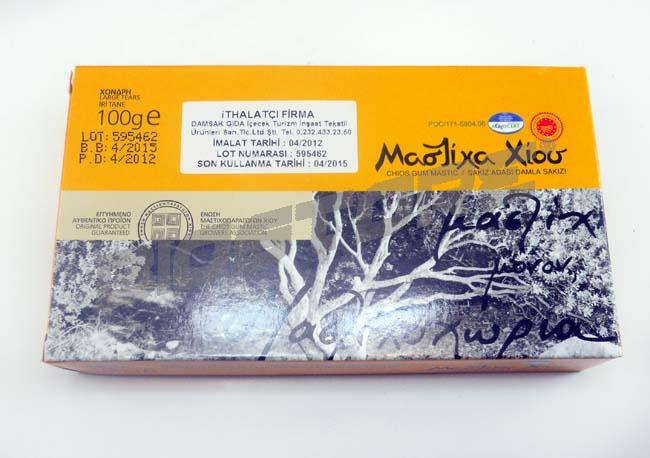 ΧΟΝΔΡΗ
LARGE TEARS
İRİ TANE
100g e
LOT: 595462
B.B: 4/2015
P.D: 4/2012
İTHALATÇI FİRMA
DAMSAK GIDA İçecek Turizm İnşaat Tekstil
Ürünleri San.Tic.Ltd.Şti. Tel. 0.232.433.23.60
İMALAT TARİHİ : 04/2012
LOT NUMARASI : 595462
SON KULLANMA TARİHİ : 04/2015
Μαστίχα Χίου
CHIOS GUM MASTIC / SAKIZ ADASI DAMLA SAKIZI
ΕΓΓΥΗΜΕΝΟ
ΑΥΘΕΝΤΙΚΟ ΠΡΟΪΟΝ
ORIGINAL PRODUCT
GUARANTEED
ΕΝΩΣΗ
ΜΑΣΤΙΧΟΠΑΡΑΓΩΓΩΝ ΧΙΟΥ
THE CHIOS GUM MASTIC
GROWERS ASSOCIATION